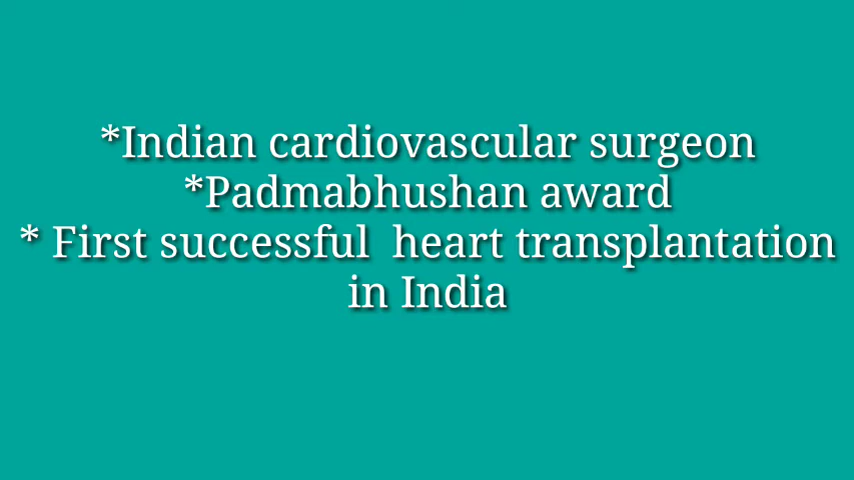 *Indian cardiovascular surgeon
*Padmabhushan award
* First successful  heart transplantation
in India